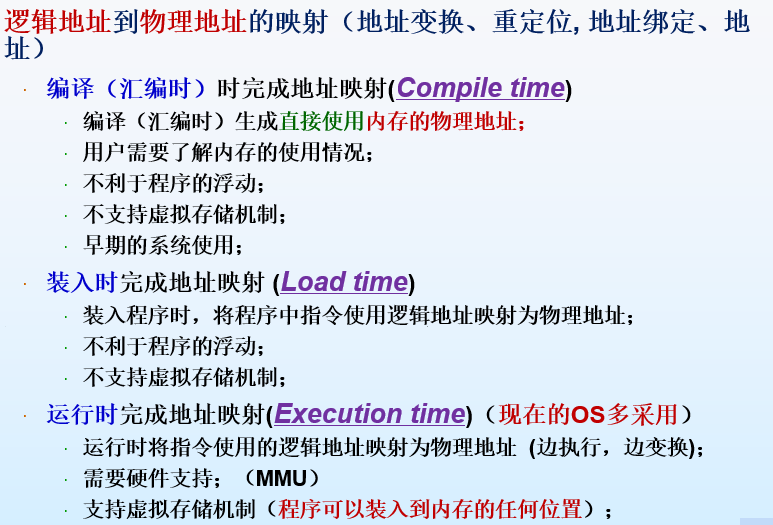 逻辑地址到物理地址的映射（地址变换、重定位, 地址绑定、地
址）
· 编译（汇编时）时完成地址映射(Compile time)
· 编译（汇编时）生成直接使用内存的物理地址；
· 用户需要了解内存的使用情况；
· 不利于程序的浮动；
· 不支持虚拟存储机制；
· 早期的系统使用；
· 装入时完成地址映射 (Load time)
· 装入程序时，将程序中指令使用逻辑地址映射为物理地址；
· 不利于程序的浮动；
· 不支持虚拟存储机制；
· 运行时完成地址映射(Execution time)（现在的OS多采用）
· 运行时将指令使用的逻辑地址映射为物理地址 (边执行，边变换)；
· 需要硬件支持；（MMU）
· 支持虚拟存储机制（程序可以装入到内存的任何位置）；